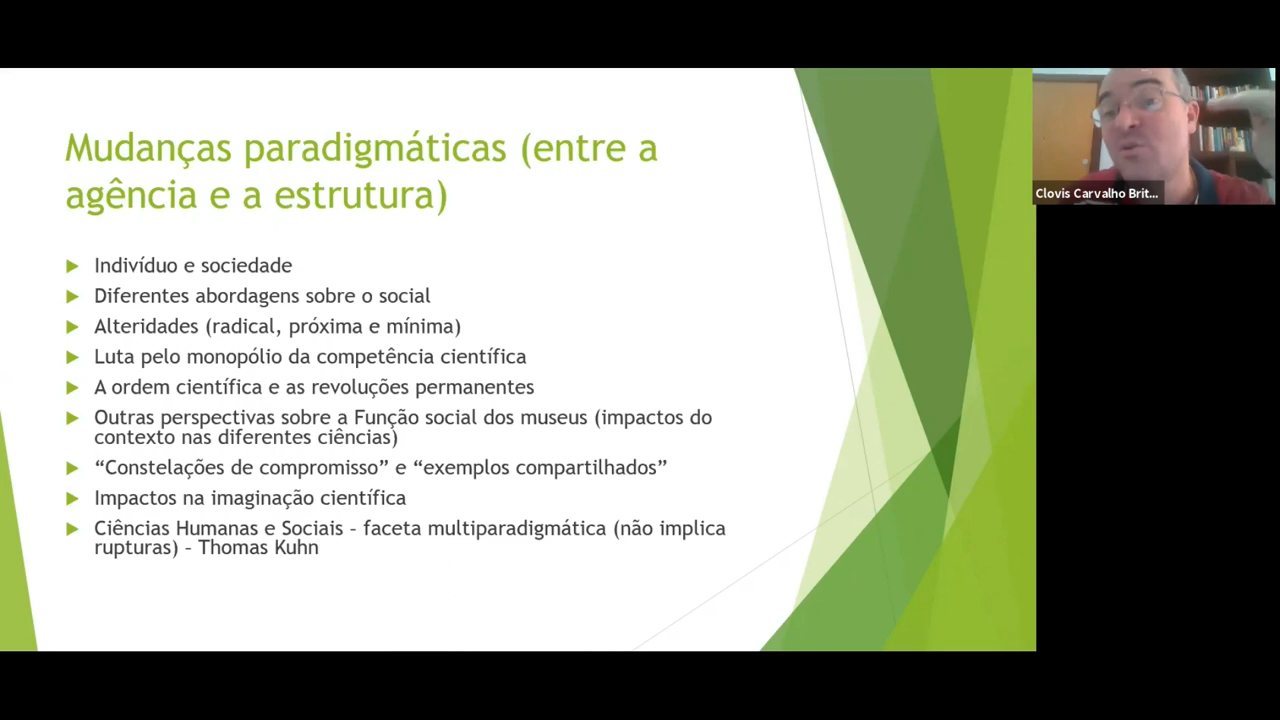 Mudanças paradigmáticas (entre a
agência e a estrutura)
Indivíduo e sociedade
Diferentes abordagens sobre o social
Alteridades (radical, próxima e mínima)
Luta pelo monopólio da competência científica
A ordem científica e as revoluções permanentes
Outras perspectivas sobre a Função social dos museus (impactos do
contexto nas diferentes ciências)
“Constelações de compromisso” e “exemplos compartilhados”
Impactos na imaginação científica
Ciências Humanas e Sociais – faceta multiparadigmática (não implica
rupturas) – Thomas Kuhn
Clovis Carvalho Brit...